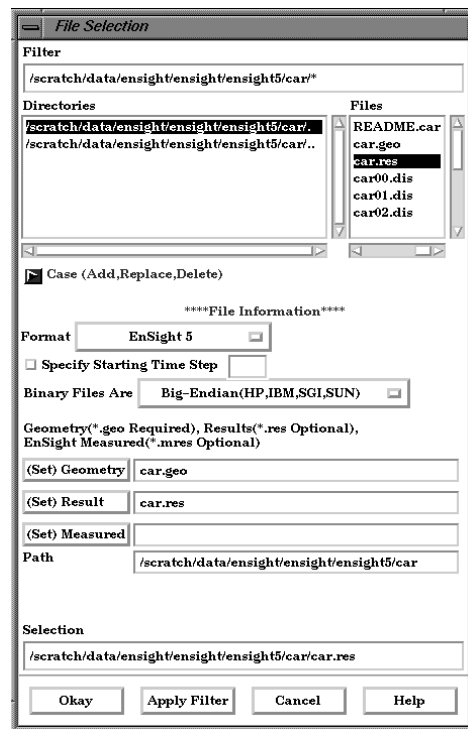 File Selection
Filter
/scratch/data/ensight/ensight/ensight5/car/*
Directories
Files
/scratch/data/ensight/ensight/ensight5/car/.
/scratch/data/ensight/ensight/ensight5/car/..
README.car
car.geo
car.res
car00.dis
car01.dis
car02.dis
Case (Add,Replace,Delete)
****File Information****
Format EnSight 5
Specify Starting Time Step
Binary Files Are Big-Endian(HP,IBM,SGI,SUN)
Geometry(*.geo Required), Results(*.res Optional),
EnSight Measured(*.mres Optional)
(Set) Geometry car.geo
(Set) Result car.res
(Set) Measured
Path /scratch/data/ensight/ensight/ensight5/car
Selection
/scratch/data/ensight/ensight/ensight5/car/car.res
Okay Apply Filter Cancel Help